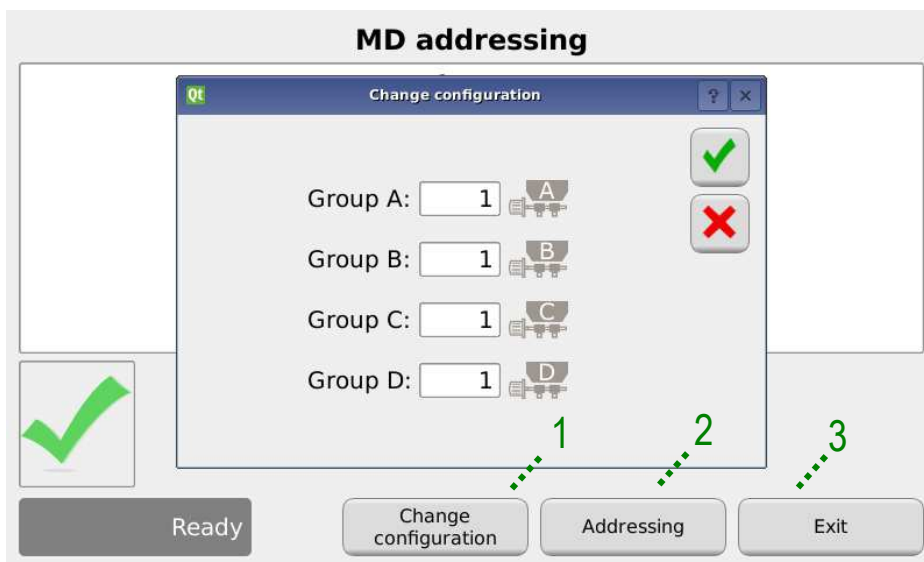 MD addressing
Qt
Change configuration
?
Group A: 1 A
Group B: 1 B
Group C: 1 C
Group D: 1 D
1
2
3
Ready
Change
configuration
Addressing
Exit